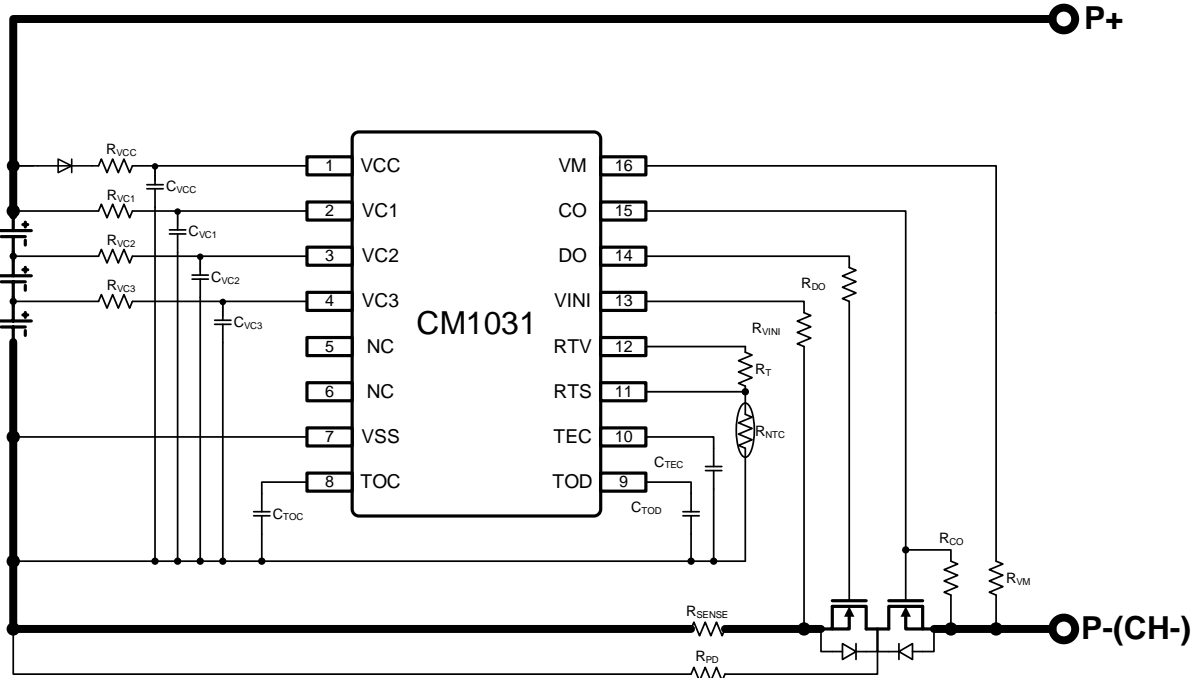 P+
RVCC
1 VCC
VM 16
CVCC
RVC1
2 VC1
CO 15
CVC1
RVC2
3 VC2
DO 14
CVC2
RDO
RVC3
4 VC3
VINI 13
CVC3
CM1031
RVINI
5 NC
RTV 12
RT
6 NC
RTS 11
RNTC
7 VSS
TEC 10
CTEC
8 TOC
TOD 9
CTOC
CTOD
RCO
RVM
RSENSE
P-(CH-)
RPD